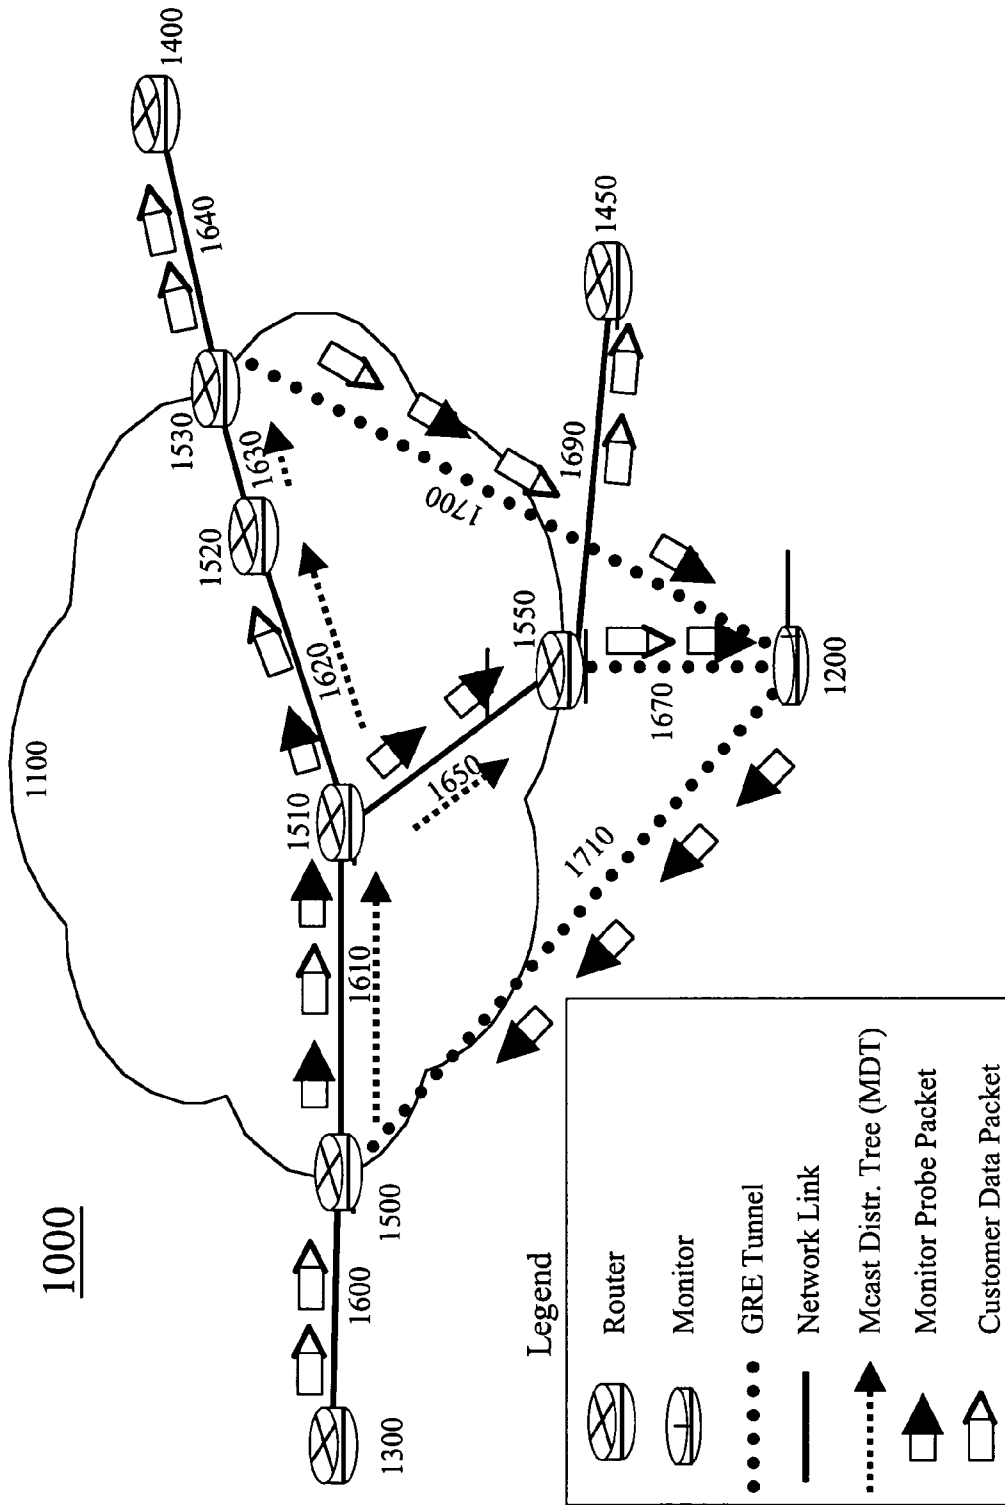 1000
1100
1300
1600
1500
1610
1510
1620
1520
1630
1530
1640
1400
1650
1550
1700
1690
1450
1670
1710
1200
Legend
Router
Monitor
GRE Tunnel
Network Link
Mcast Distr. Tree (MDT)
Monitor Probe Packet
Customer Data Packet